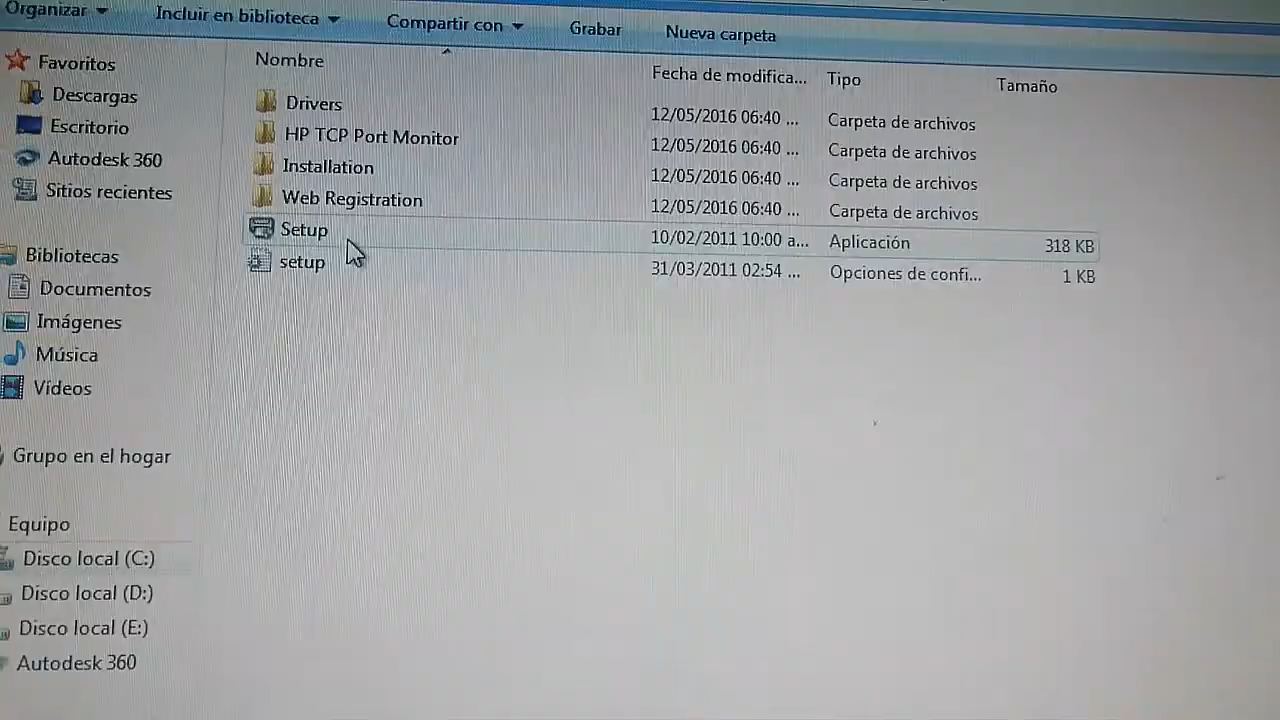 Organizar Incluir en biblioteca Compartir con Grabar Nueva carpeta
Nombre Fecha de modifica... Tipo Tamaño
Drivers 12/05/2016 06:40 ... Carpeta de archivos
HP TCP Port Monitor 12/05/2016 06:40 ... Carpeta de archivos
Installation 12/05/2016 06:40 ... Carpeta de archivos
Web Registration 12/05/2016 06:40 ... Carpeta de archivos
Setup 10/02/2011 10:00 a... Aplicación 318 KB
setup 31/03/2011 02:54 ... Opciones de confi... 1 KB
Favoritos
Descargas
Escritorio
Autodesk 360
Sitios recientes
Bibliotecas
Documentos
Imágenes
Música
Vídeos
Grupo en el hogar
Equipo
Disco local (C:)
Disco local (D:)
Disco local (E:)
Autodesk 360